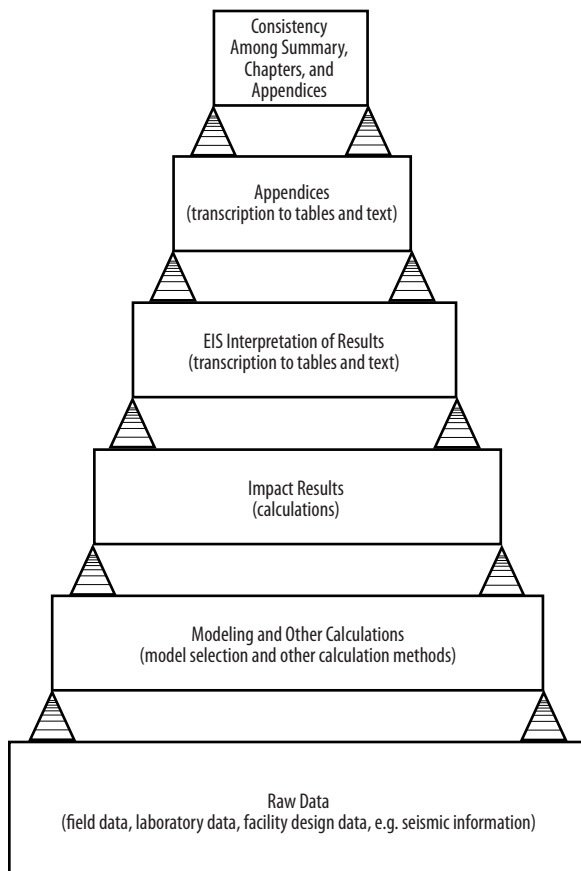 Consistency
Among Summary,
Chapters, and
Appendices
Appendices
(transcription to tables and text)
EIS Interpretation of Results
(transcription to tables and text)
Impact Results
(calculations)
Modeling and Other Calculations
(model selection and other calculation methods)
Raw Data
(field data, laboratory data, facility design data, e.g. seismic information)